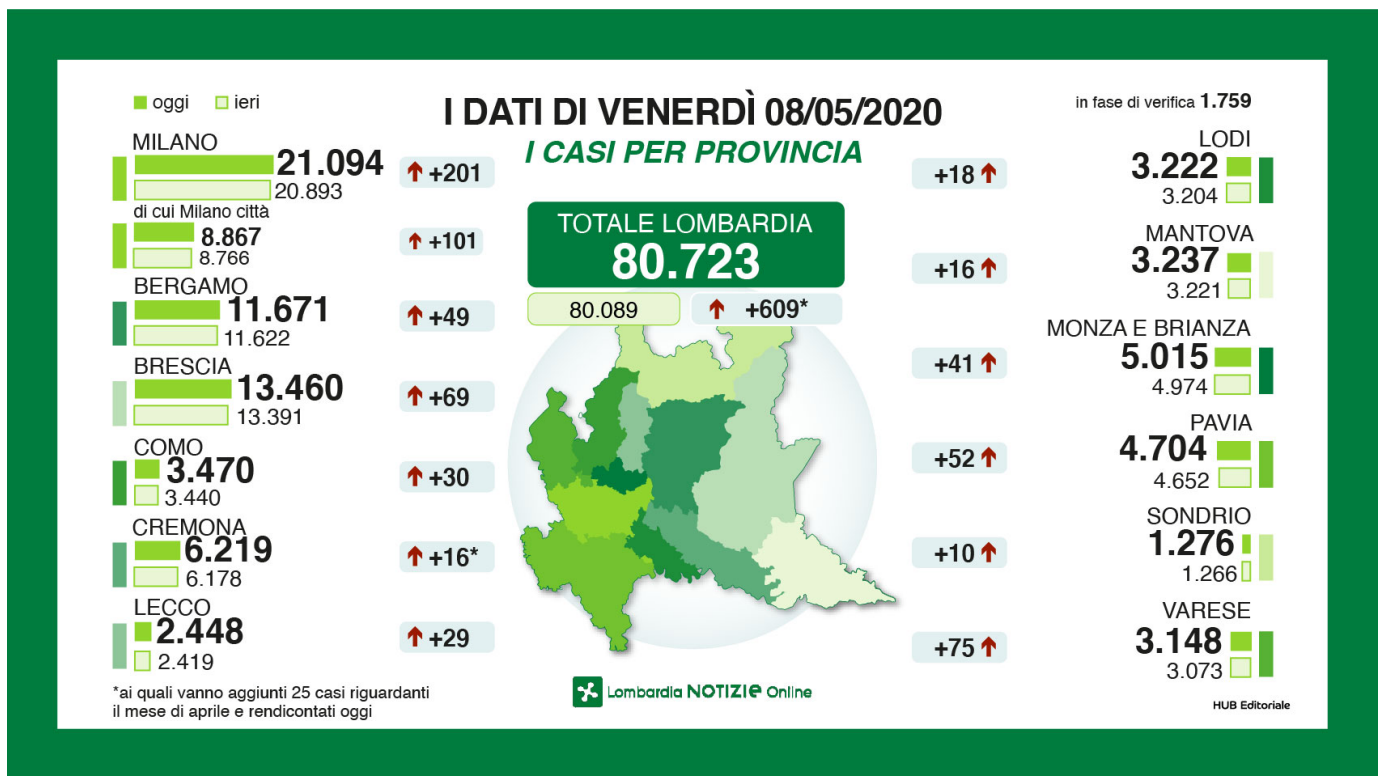 oggi ieri
I DATI DI VENERDÌ 08/05/2020
I CASI PER PROVINCIA
in fase di verifica 1.759
MILANO
21.094
20.893
+201
di cui Milano città
8.867
8.766
+101
BERGAMO
11.671
11.622
+49
BRESCIA
13.460
13.391
+69
COMO
3.470
3.440
+30
CREMONA
6.219
6.178
+16*
LECCO
2.448
2.419
+29
*ai quali vanno aggiunti 25 casi riguardanti
il mese di aprile e rendicontati oggi
TOTALE LOMBARDIA
80.723
80.089 +609*
Lombardia NOTIZIe Online
LODI
+18
3.222
3.204
MANTOVA
+16
3.237
3.221
MONZA E BRIANZA
+41
5.015
4.974
PAVIA
+52
4.704
4.652
SONDRIO
+10
1.276
1.266
VARESE
+75
3.148
3.073
HUB Editoriale